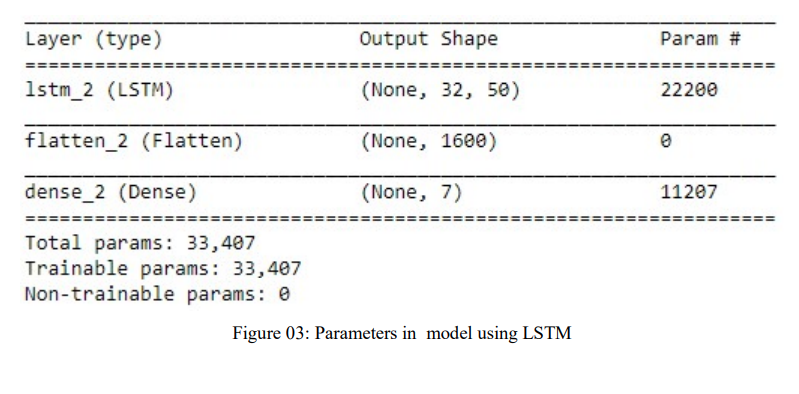 Layer (type) Output Shape Param #
lstm_2 (LSTM) (None, 32, 50) 22200
flatten_2 (Flatten) (None, 1600) 0
dense_2 (Dense) (None, 7) 11207
Total params: 33,407
Trainable params: 33,407
Non-trainable params: 0
Figure 03: Parameters in model using LSTM